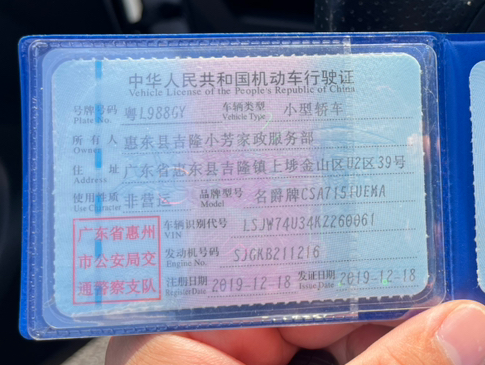 中华人民共和国机动车行驶证
Vehicle License of the People's Republic of China
号牌号码 粤L988GY 车辆类型 小型轿车
Plate No. Vehicle Type
所有人 惠东县吉隆小芳家政服务部
Owner
住址 广东省惠东县吉隆镇上埗金山区U2区39号
Address
使用性质 非营运 品牌型号 名爵牌CSA7151UEMA
Use Character Model
广东省惠州
市公安局交
通警察支队
车辆识别代号 LSJW74U34KZ260061
VIN
发动机号码 SJGKB211216
Engine No.
注册日期 2019-12-18 发证日期 2019-12-18
Register Date Issue Date